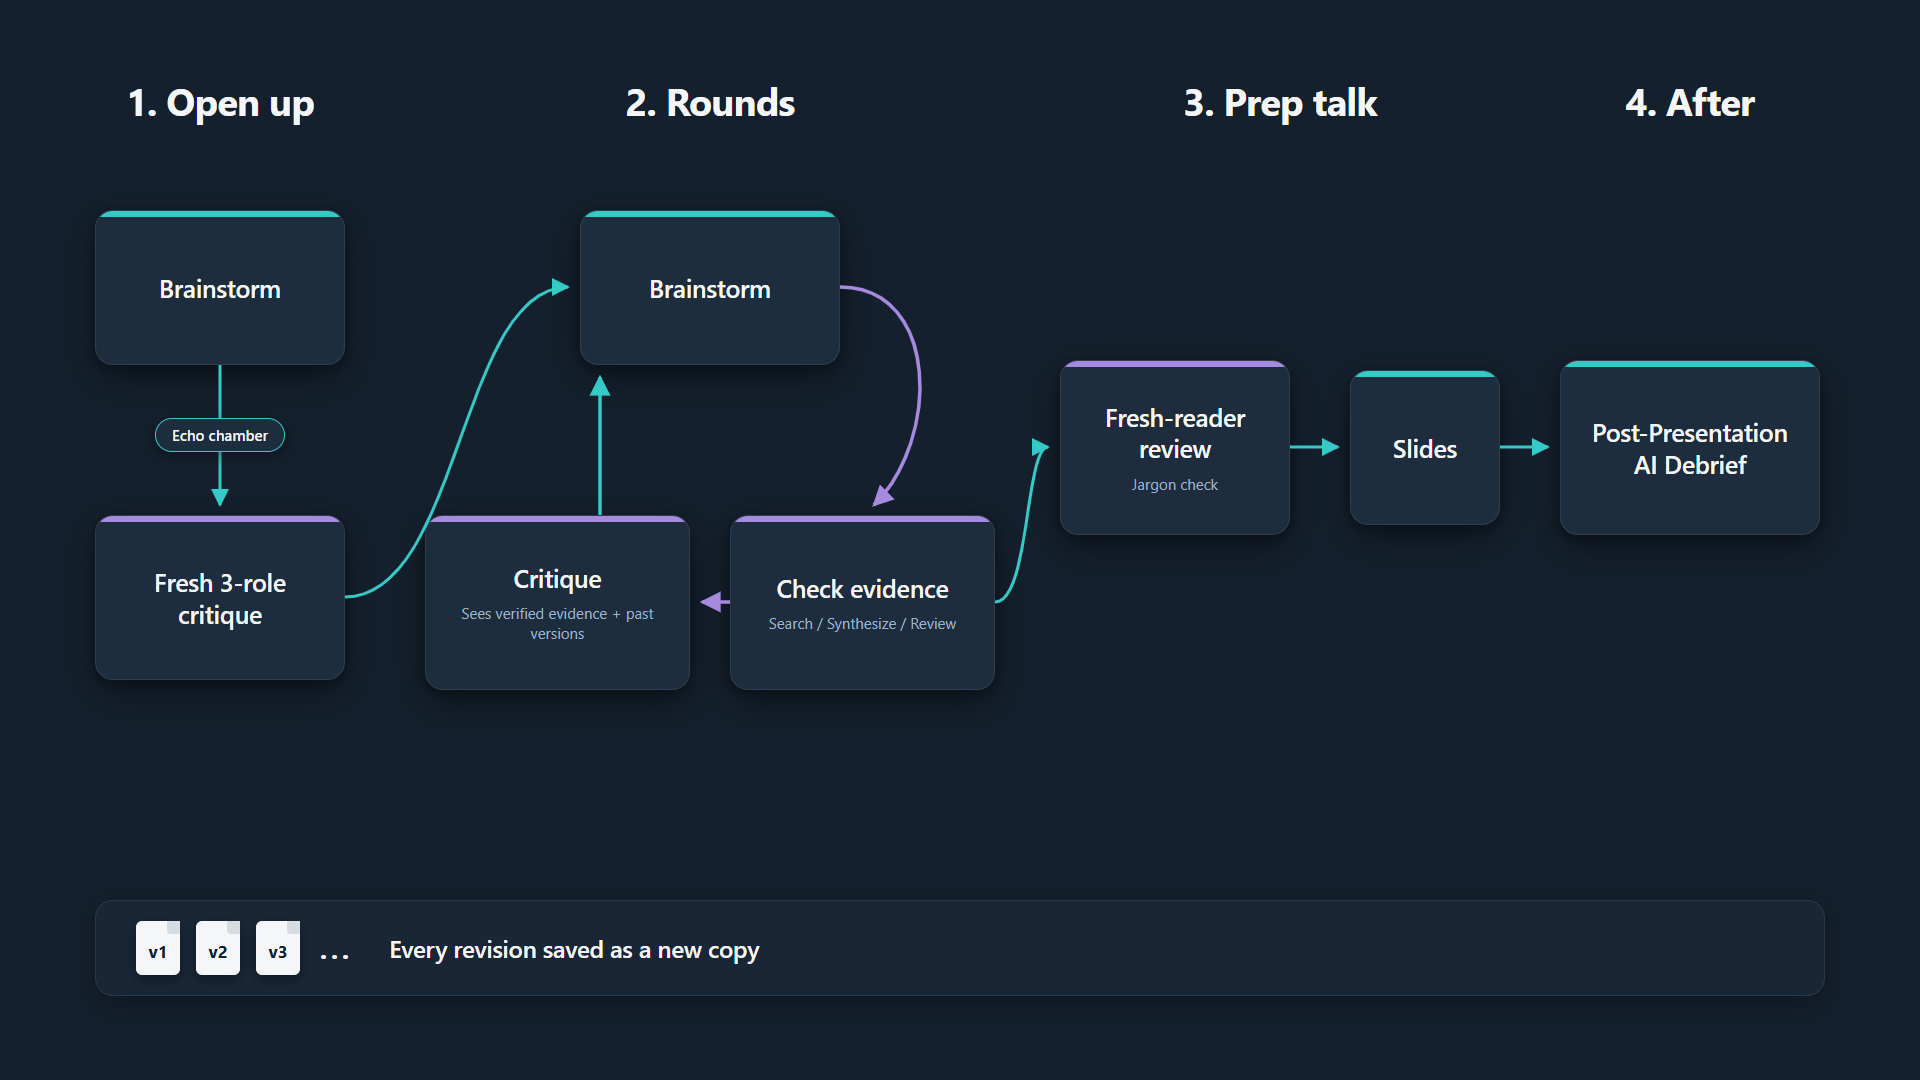 1. Open up
2. Rounds
3. Prep talk
4. After
Brainstorm
Echo chamber
Fresh 3-role
critique
Brainstorm
Critique
Sees verified evidence + past
versions
Check evidence
Search / Synthesize / Review
Fresh-reader
review
Jargon check
Slides
Post-Presentation
AI Debrief
v1
v2
v3
...
Every revision saved as a new copy